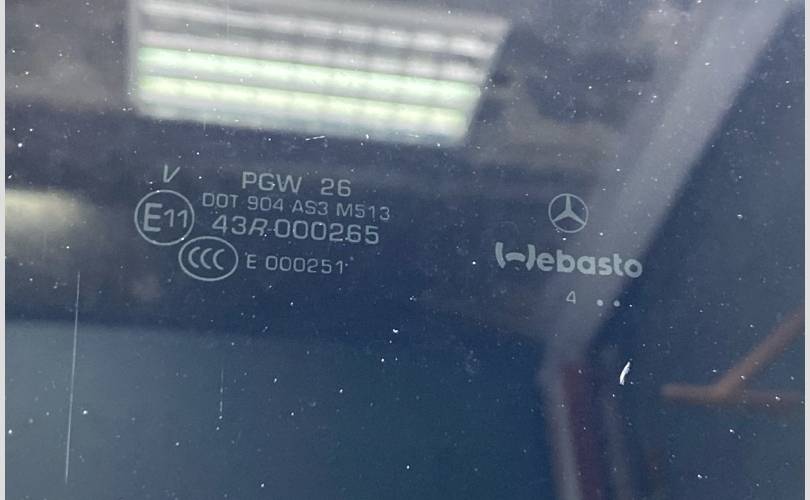 V
PGW 26
DOT 904 AS3 M513
E11
43R-000265
CCC E 000251
Webasto
4 ••